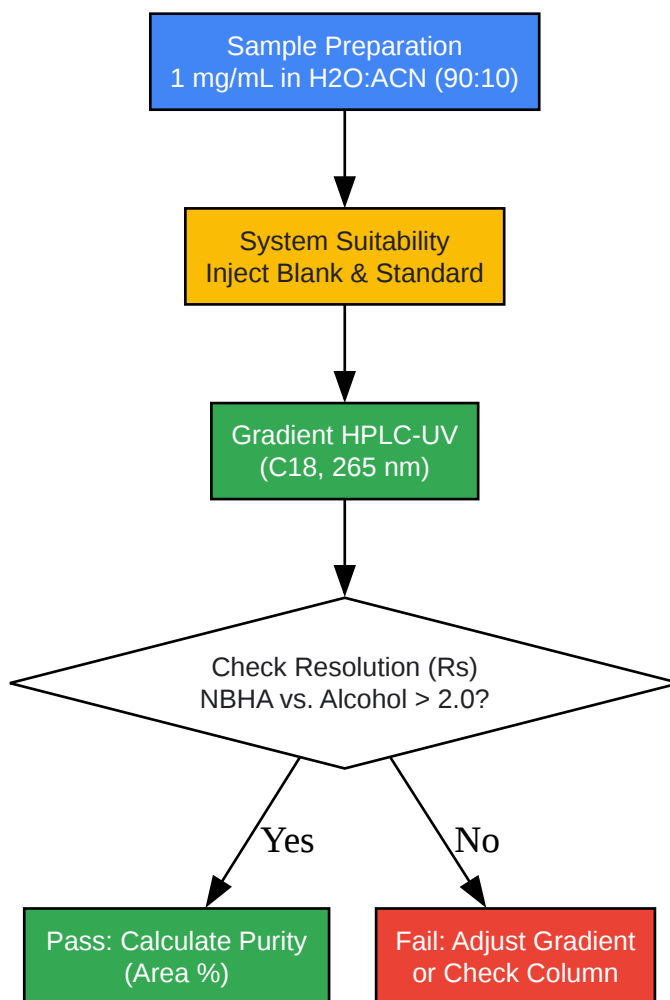 Sample Preparation
1 mg/mL in H2O:ACN (90:10)
System Suitability
Inject Blank & Standard
Gradient HPLC-UV
(C18, 265 nm)
Check Resolution (Rs)
NBHA vs. Alcohol > 2.0?
Yes
No
Pass: Calculate Purity
(Area %)
Fail: Adjust Gradient
or Check Column